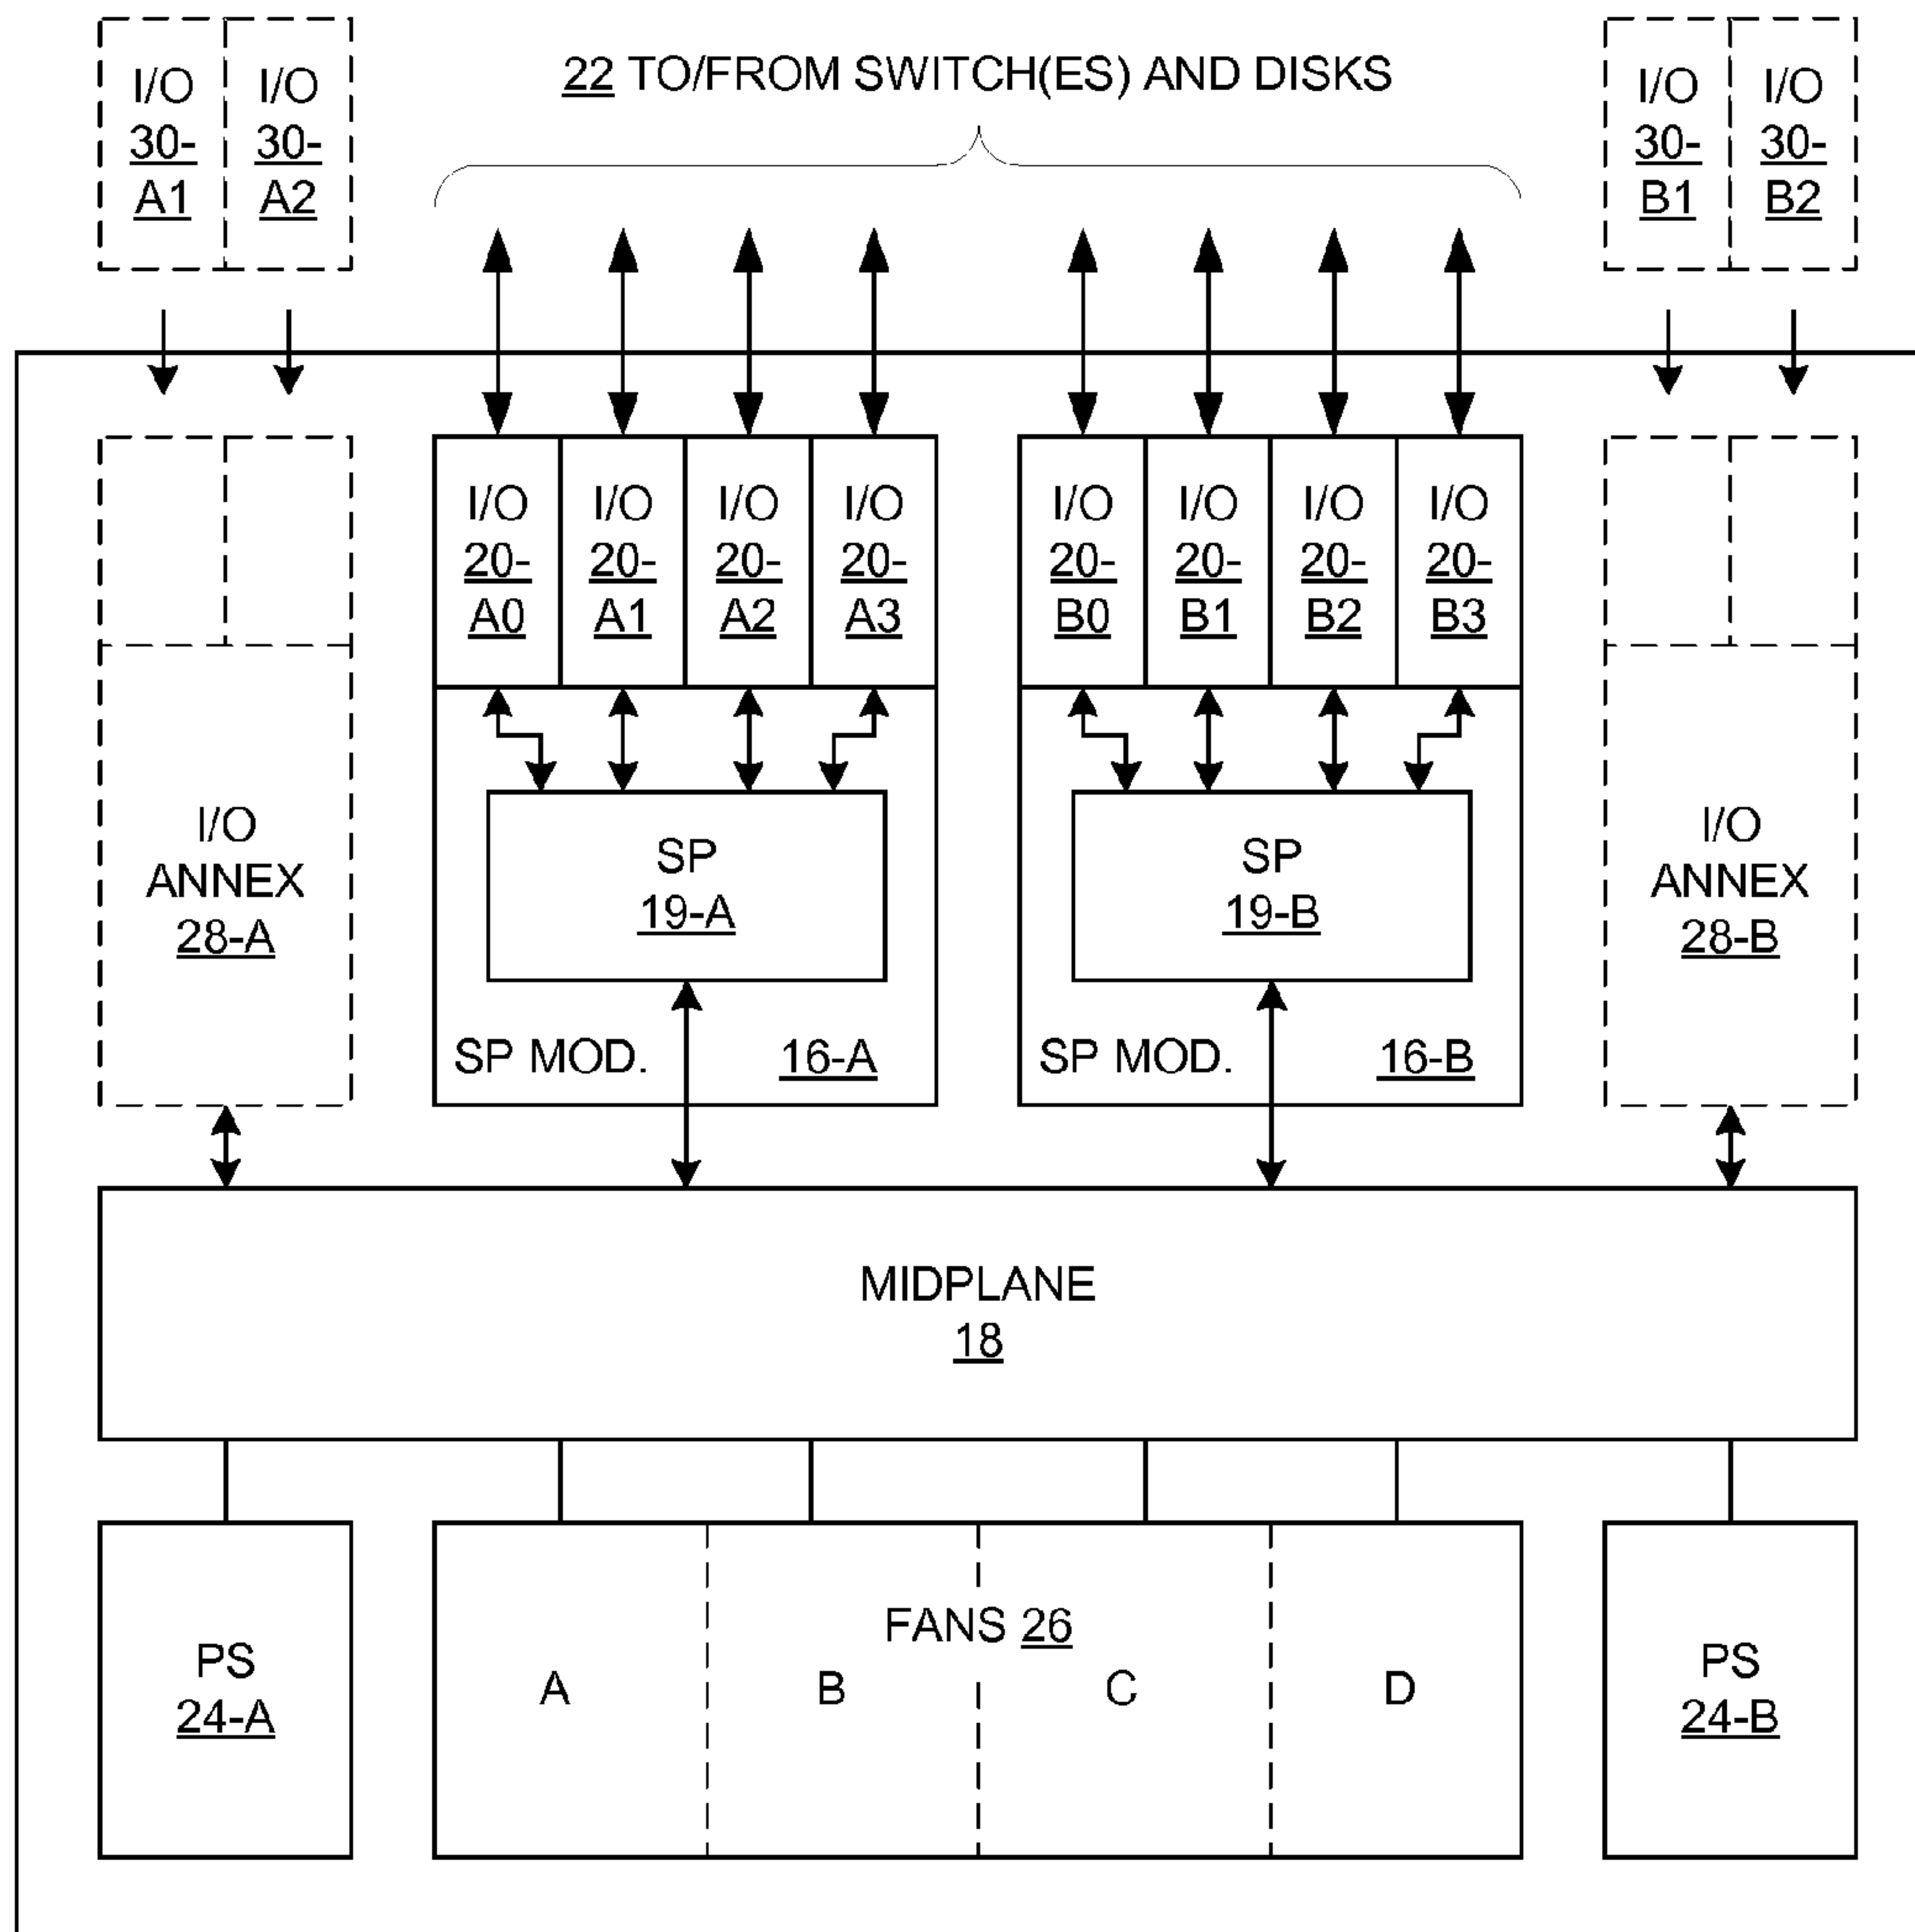 I/O
30-
A1
I/O
30-
A2
22 TO/FROM SWITCH(ES) AND DISKS
I/O
30-
B1
I/O
30-
B2
I/O
20-
A0
I/O
20-
A1
I/O
20-
A2
I/O
20-
A3
I/O
20-
B0
I/O
20-
B1
I/O
20-
B2
I/O
20-
B3
I/O
ANNEX
28-A
SP
19-A
SP MOD. 16-A
SP
19-B
SP MOD. 16-B
I/O
ANNEX
28-B
MIDPLANE
18
PS
24-A
FANS 26
A
B
C
D
PS
24-B